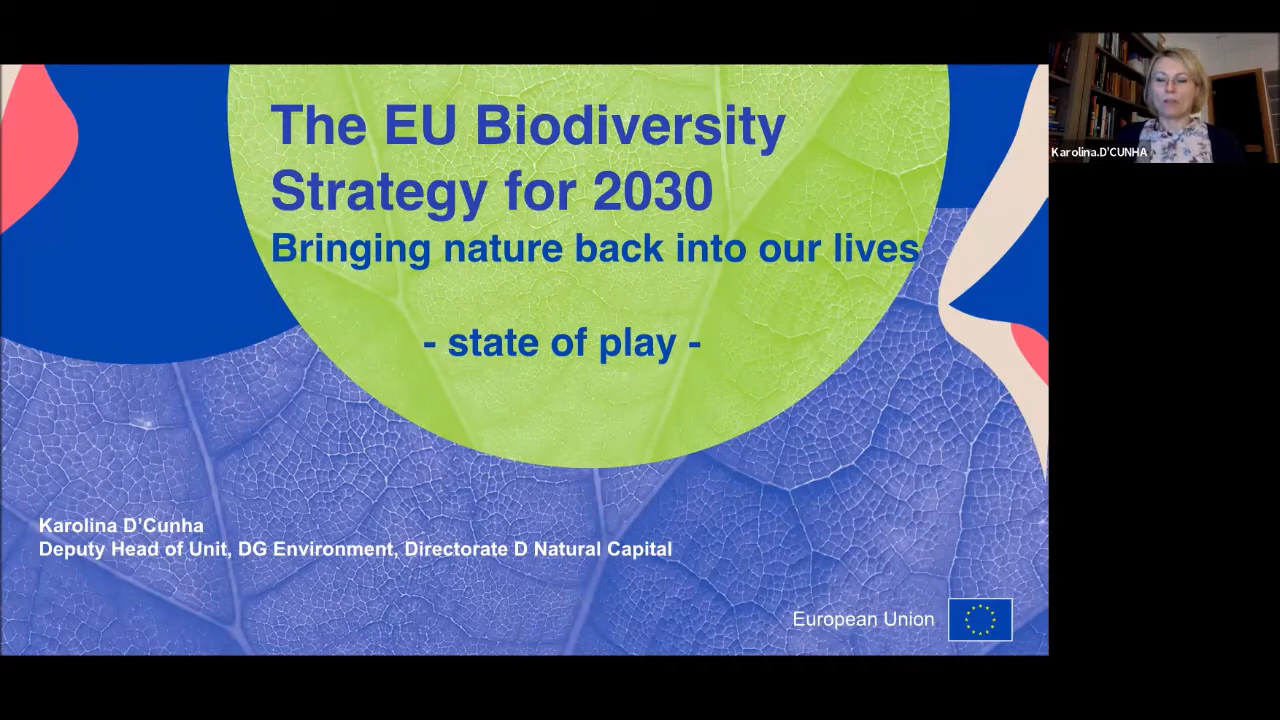 The EU Biodiversity
Strategy for 2030
Bringing nature back into our lives
- state of play -
Karolina D'Cunha
Deputy Head of Unit, DG Environment, Directorate D Natural Capital
European Union
Karolina.D'CUNHA